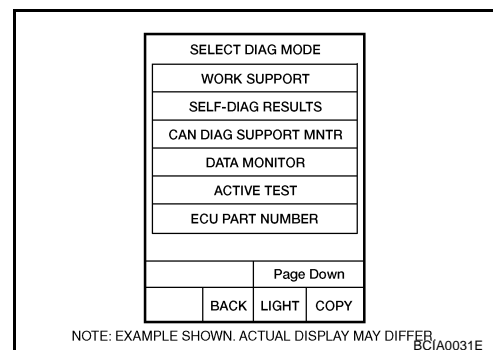 SELECT DIAG MODE
WORK SUPPORT
SELF-DIAG RESULTS
CAN DIAG SUPPORT MNTR
DATA MONITOR
ACTIVE TEST
ECU PART NUMBER
Page Down
BACK LIGHT COPY
NOTE: EXAMPLE SHOWN. ACTUAL DISPLAY MAY DIFFER.
BCIA0031E